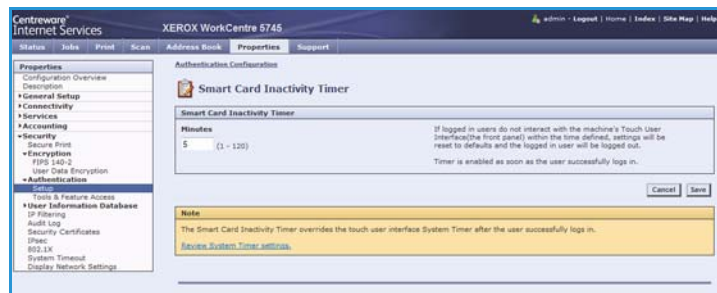 Centreware®
Internet Services
XEROX WorkCentre 5745
admin - Logout | Home | Index | Site Map | Help
Status Jobs Print Scan Address Book Properties Support
Properties
Configuration Overview
Description
General Setup
Connectivity
Services
Accounting
Security
Secure Print
Encryption
FIPS 140-2
User Data Encryption
Authentication
Setup
Tools & Feature Access
User Information Database
IP Filtering
Audit Log
Security Certificates
IPsec
802.1X
System Timeout
Display Network Settings
Authentication Configuration
Smart Card Inactivity Timer
Smart Card Inactivity Timer
Minutes
5 (1 - 120)
If logged in users do not interact with the machine's Touch User
Interface(the front panel) within the time defined, settings will be
reset to defaults and the logged in user will be logged out.
Timer is enabled as soon as the user successfully logs in.
Cancel Save
Note
The Smart Card Inactivity Timer overrides the touch user interface System Timer after the user successfully logs in.
Review System Timer settings.